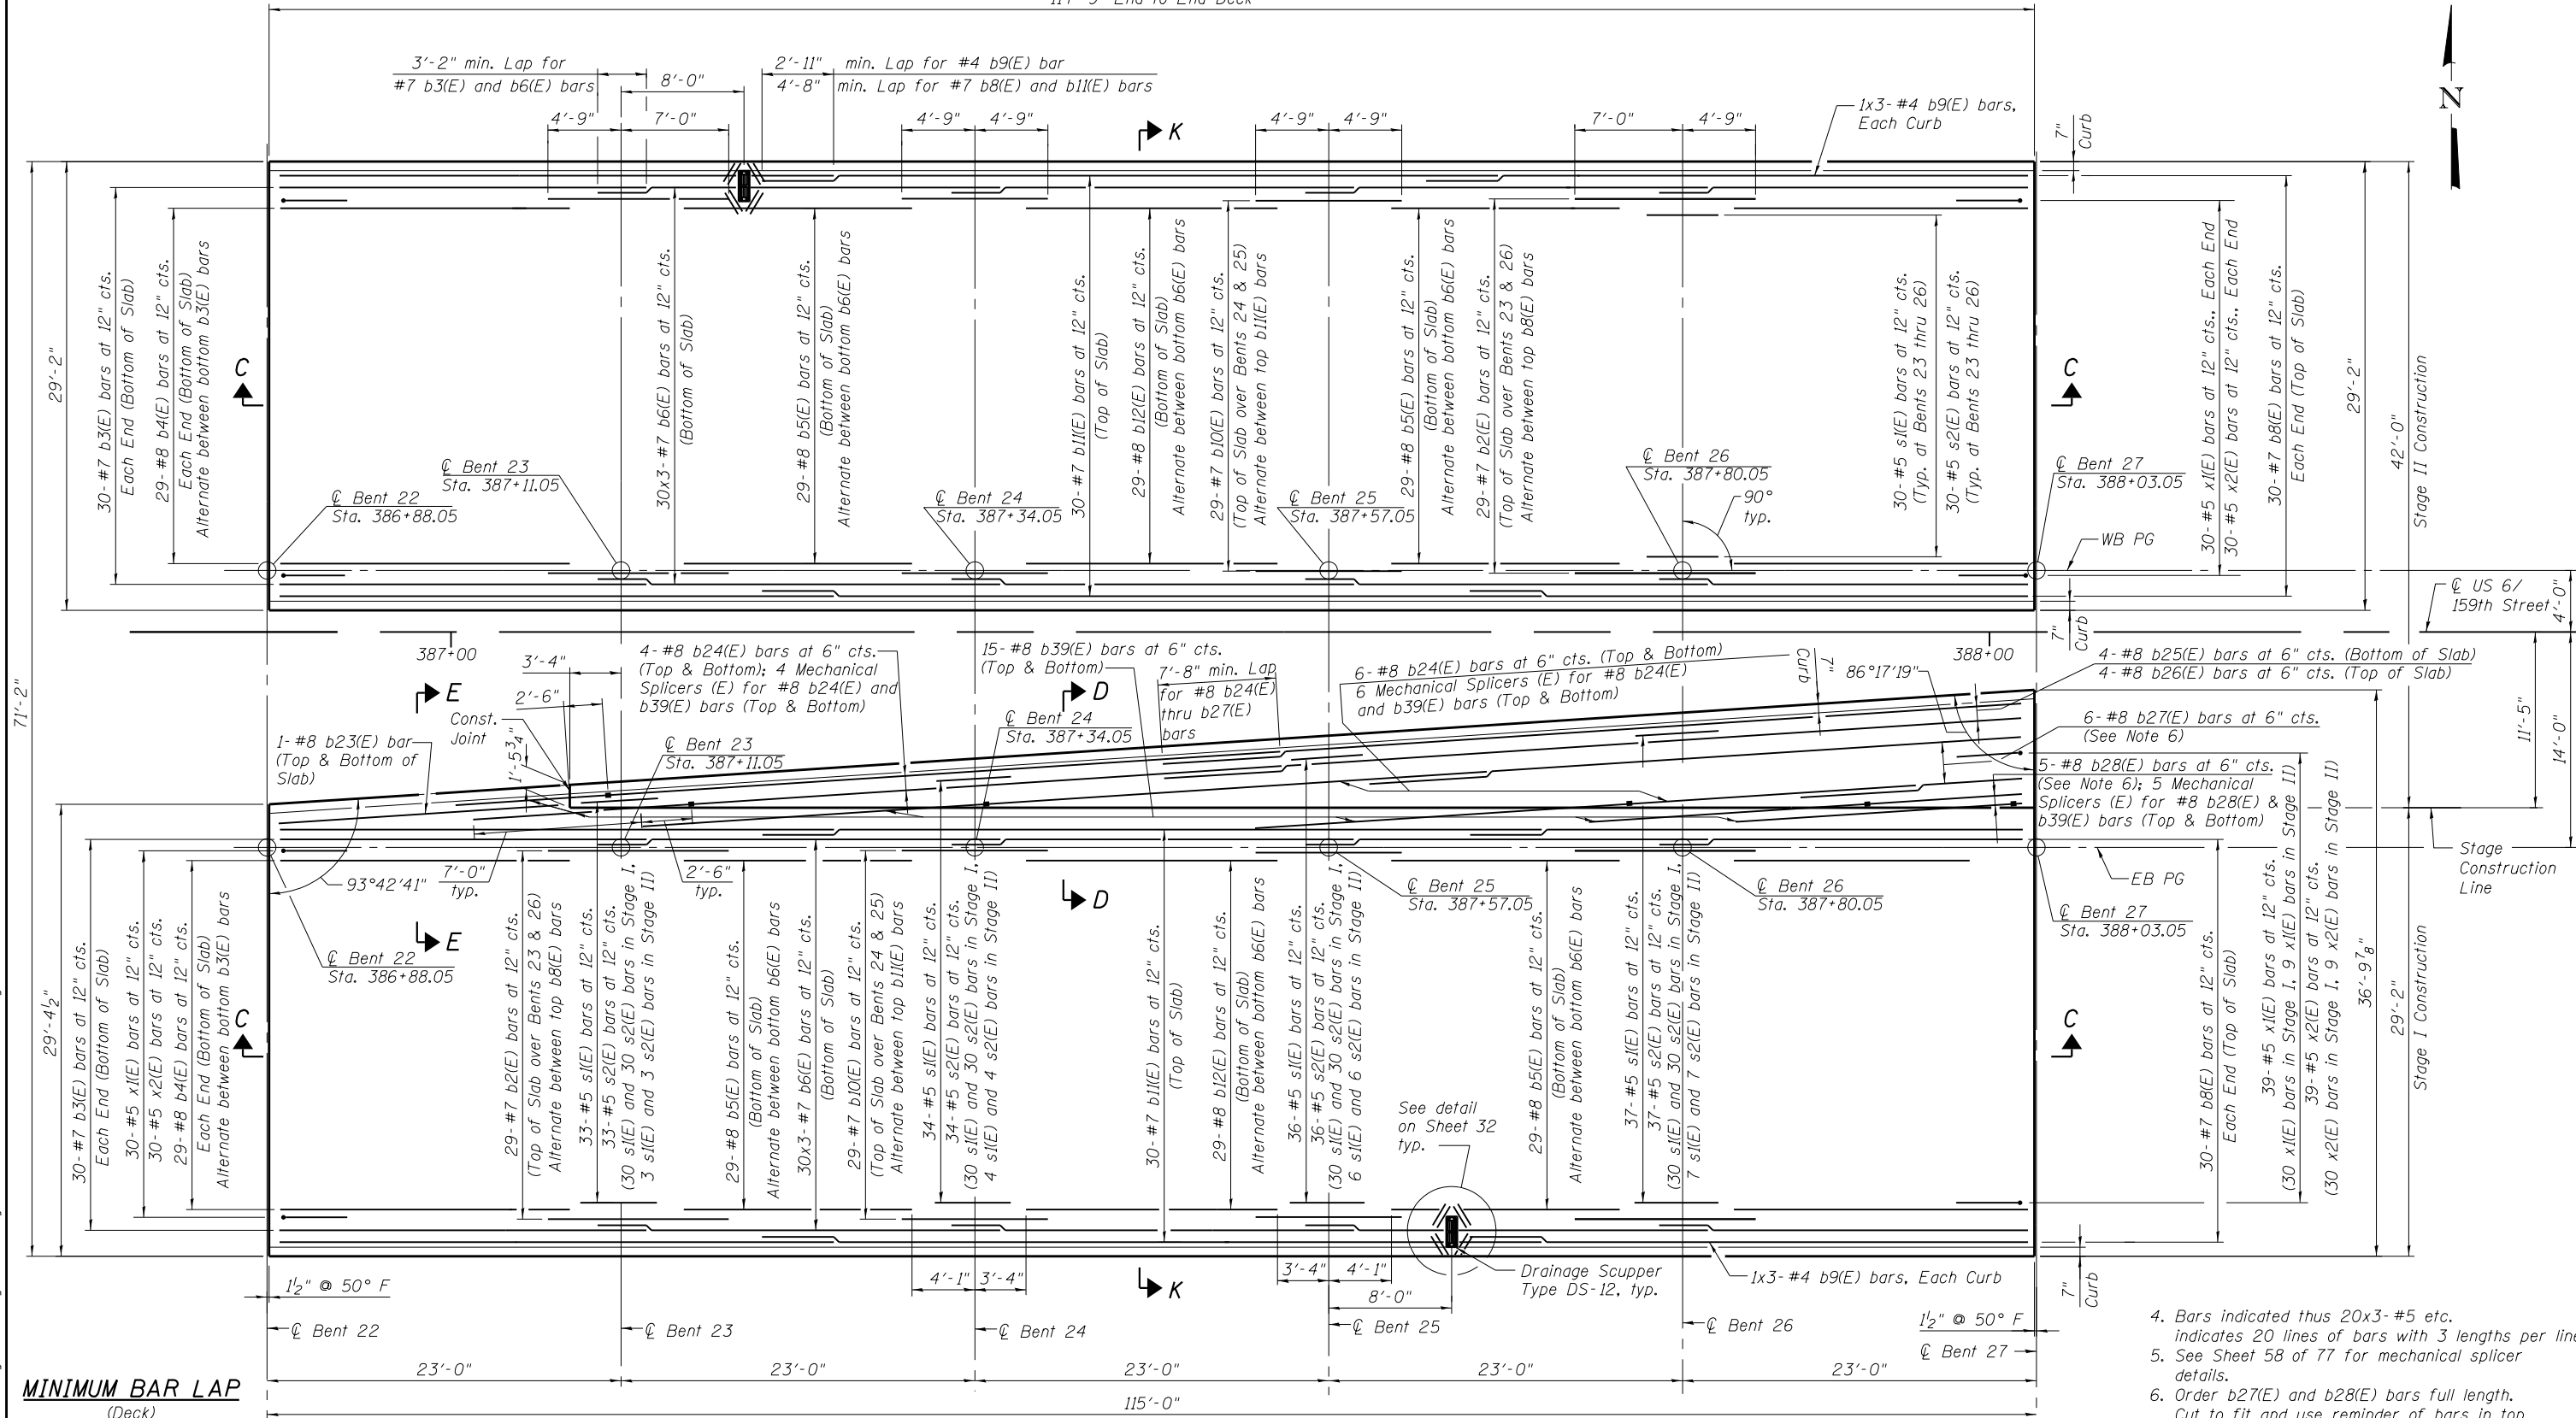 3'-2" min. Lap for
#7 b3(E) and b6(E) bars
8'-0"
2'-11" min. Lap for #4 b9(E) bar
4'-8" min. Lap for #7 b8(E) and b11(E) bars
4'-9"
7'-0"
4'-9"
4'-9"
K
4'-9"
4'-9"
7'-0"
4'-9"
1x3-#4 b9(E) bars,
Each Curb
7"
Curb
N
71'-2"
29'-2"
30-#7 b3(E) bars at 12" cts.
Each End (Bottom of Slab)
29-#8 b4(E) bars at 12" cts.
Each End (Bottom of Slab)
Alternate between bottom b3(E) bars
C
30x3-#7 b6(E) bars at 12" cts.
(Bottom of Slab)
29-#8 b5(E) bars at 12" cts.
(Bottom of Slab)
Alternate between bottom b6(E) bars
30-#7 b11(E) bars at 12" cts.
(Top of Slab)
29-#8 b12(E) bars at 12" cts.
(Bottom of Slab)
Alternate between bottom b6(E) bars
29-#7 b10(E) bars at 12" cts.
(Top of Slab over Bents 24 & 25)
Alternate between top b11(E) bars
29-#8 b5(E) bars at 12" cts.
(Bottom of Slab)
Alternate between bottom b6(E) bars
29-#7 b2(E) bars at 12" cts.
(Top of Slab over Bents 23 & 26)
Alternate between top b8(E) bars
30-#5 s1(E) bars at 12" cts.
(Typ. at Bents 23 thru 26)
30-#5 s2(E) bars at 12" cts.
(Typ. at Bents 23 thru 26)
C
30-#5 x1(E) bars at 12" cts., Each End
30-#5 x2(E) bars at 12" cts., Each End
30-#7 b8(E) bars at 12" cts.
Each End (Top of Slab)
29'-2"
42'-0"
Stage II Construction
℄ Bent 22
Sta. 386+88.05
℄ Bent 23
Sta. 387+11.05
℄ Bent 24
Sta. 387+34.05
℄ Bent 25
Sta. 387+57.05
℄ Bent 26
Sta. 387+80.05
90°
typ.
℄ Bent 27
Sta. 388+03.05
WB PG
℄ US 6/
159th Street
4'-0"
7"
Curb
387+00
388+00
3'-4"
2'-6"
E
Const.
Joint
1'-5¾"
4-#8 b24(E) bars at 6" cts.
(Top & Bottom); 4 Mechanical
Splicers (E) for #8 b24(E) and
b39(E) bars (Top & Bottom)
15-#8 b39(E) bars at 6" cts.
(Top & Bottom)
D
7'-8" min. Lap
for #8 b24(E)
thru b27(E)
bars
6-#8 b24(E) bars at 6" cts. (Top & Bottom)
6 Mechanical Splicers (E) for #8 b24(E)
and b39(E) bars (Top & Bottom)
7"
Curb
86°17'19"
4-#8 b25(E) bars at 6" cts. (Bottom of Slab)
4-#8 b26(E) bars at 6" cts. (Top of Slab)
6-#8 b27(E) bars at 6" cts.
(See Note 6)
5-#8 b28(E) bars at 6" cts.
(See Note 6); 5 Mechanical
Splicers (E) for #8 b28(E) &
b39(E) bars (Top & Bottom)
11'-5"
14'-0"
1-#8 b23(E) bar
(Top & Bottom of
Slab)
℄ Bent 23
Sta. 387+11.05
℄ Bent 24
Sta. 387+34.05
93°42'41"
7'-0"
typ.
2'-6"
typ.
D
E
℄ Bent 22
Sta. 386+88.05
℄ Bent 25
Sta. 387+57.05
℄ Bent 26
Sta. 387+80.05
EB PG
℄ Bent 27
Sta. 388+03.05
Stage
Construction
Line
29'-4½"
30-#7 b3(E) bars at 12" cts.
Each End (Bottom of Slab)
30-#5 x1(E) bars at 12" cts.
30-#5 x2(E) bars at 12" cts.
29-#8 b4(E) bars at 12" cts.
Each End (Bottom of Slab)
Alternate between bottom b3(E) bars
C
29-#7 b2(E) bars at 12" cts.
(Top of Slab over Bents 23 & 26)
Alternate between top b8(E) bars
33-#5 s1(E) bars at 12" cts.
33-#5 s2(E) bars at 12" cts.
(30 s1(E) and 30 s2(E) bars in Stage I,
3 s1(E) and 3 s2(E) bars in Stage II)
29-#8 b5(E) bars at 12" cts.
(Bottom of Slab)
Alternate between bottom b6(E) bars
30x3-#7 b6(E) bars at 12" cts.
(Bottom of Slab)
29-#7 b10(E) bars at 12" cts.
(Top of Slab over Bents 24 & 25)
Alternate between top b11(E) bars
34-#5 s1(E) bars at 12" cts.
34-#5 s2(E) bars at 12" cts.
(30 s1(E) and 30 s2(E) bars in Stage I,
4 s1(E) and 4 s2(E) bars in Stage II)
30-#7 b11(E) bars at 12" cts.
(Top of Slab)
29-#8 b12(E) bars at 12" cts.
(Bottom of Slab)
Alternate between bottom b6(E) bars
36-#5 s1(E) bars at 12" cts.
36-#5 s2(E) bars at 12" cts.
(30 s1(E) and 30 s2(E) bars in Stage I,
6 s1(E) and 6 s2(E) bars in Stage II)
See detail
on Sheet 32
typ.
29-#8 b5(E) bars at 12" cts.
(Bottom of Slab)
Alternate between bottom b6(E) bars
37-#5 s1(E) bars at 12" cts.
37-#5 s2(E) bars at 12" cts.
(30 s1(E) and 30 s2(E) bars in Stage I,
7 s1(E) and 7 s2(E) bars in Stage II)
C
30-#7 b8(E) bars at 12" cts.
Each End (Top of Slab)
39-#5 x1(E) bars at 12" cts.
(30 x1(E) bars in Stage I, 9 x1(E) bars in Stage II)
39-#5 x2(E) bars at 12" cts.
(30 x2(E) bars in Stage I, 9 x2(E) bars in Stage II)
36'-9⅞"
29'-2"
Stage I Construction
1½" @ 50° F
4'-1"
3'-4"
K
3'-4"
4'-1"
8'-0"
Drainage Scupper
Type DS-12, typ.
1x3-#4 b9(E) bars, Each Curb
7"
Curb
1½" @ 50° F
℄ Bent 22
℄ Bent 23
℄ Bent 24
℄ Bent 25
℄ Bent 26
℄ Bent 27
23'-0"
23'-0"
23'-0"
23'-0"
23'-0"
115'-0"
MINIMUM BAR LAP
(Deck)
4. Bars indicated thus 20x3-#5 etc.
indicates 20 lines of bars with 3 lengths per line
5. See Sheet 58 of 77 for mechanical splicer
details.
6. Order b27(E) and b28(E) bars full length.
Cut to fit and use reminder of bars in top